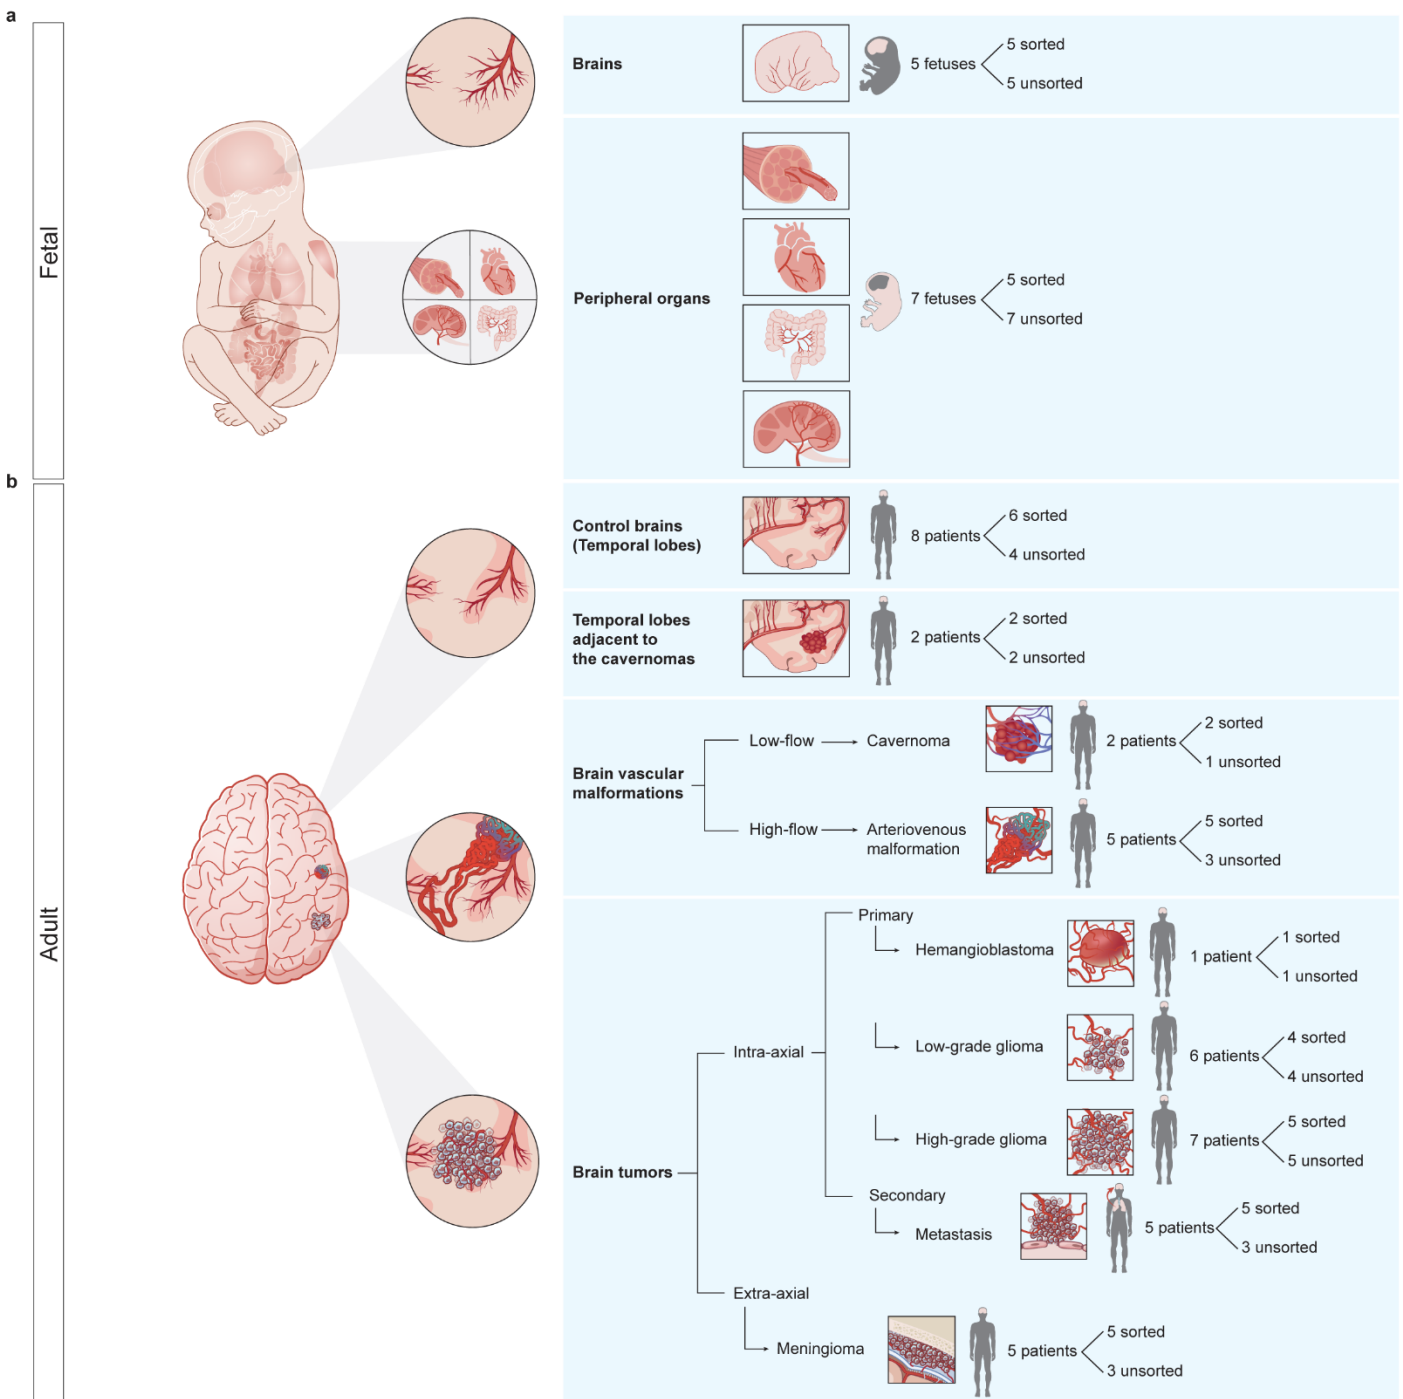 a
Fetal
Brains
5 fetuses
5 sorted
5 unsorted
Peripheral organs
7 fetuses
5 sorted
7 unsorted
b
Adult
Control brains
(Temporal lobes)
8 patients
6 sorted
4 unsorted
Temporal lobes
adjacent to
the cavernomas
2 patients
2 sorted
2 unsorted
Brain vascular
malformations
Low-flow
Cavernoma
2 patients
2 sorted
1 unsorted
High-flow
Arteriovenous
malformation
5 patients
5 sorted
3 unsorted
Brain tumors
Intra-axial
Primary
Hemangioblastoma
1 patient
1 sorted
1 unsorted
Low-grade glioma
6 patients
4 sorted
4 unsorted
High-grade glioma
7 patients
5 sorted
5 unsorted
Secondary
Metastasis
5 patients
5 sorted
3 unsorted
Extra-axial
Meningioma
5 patients
5 sorted
3 unsorted